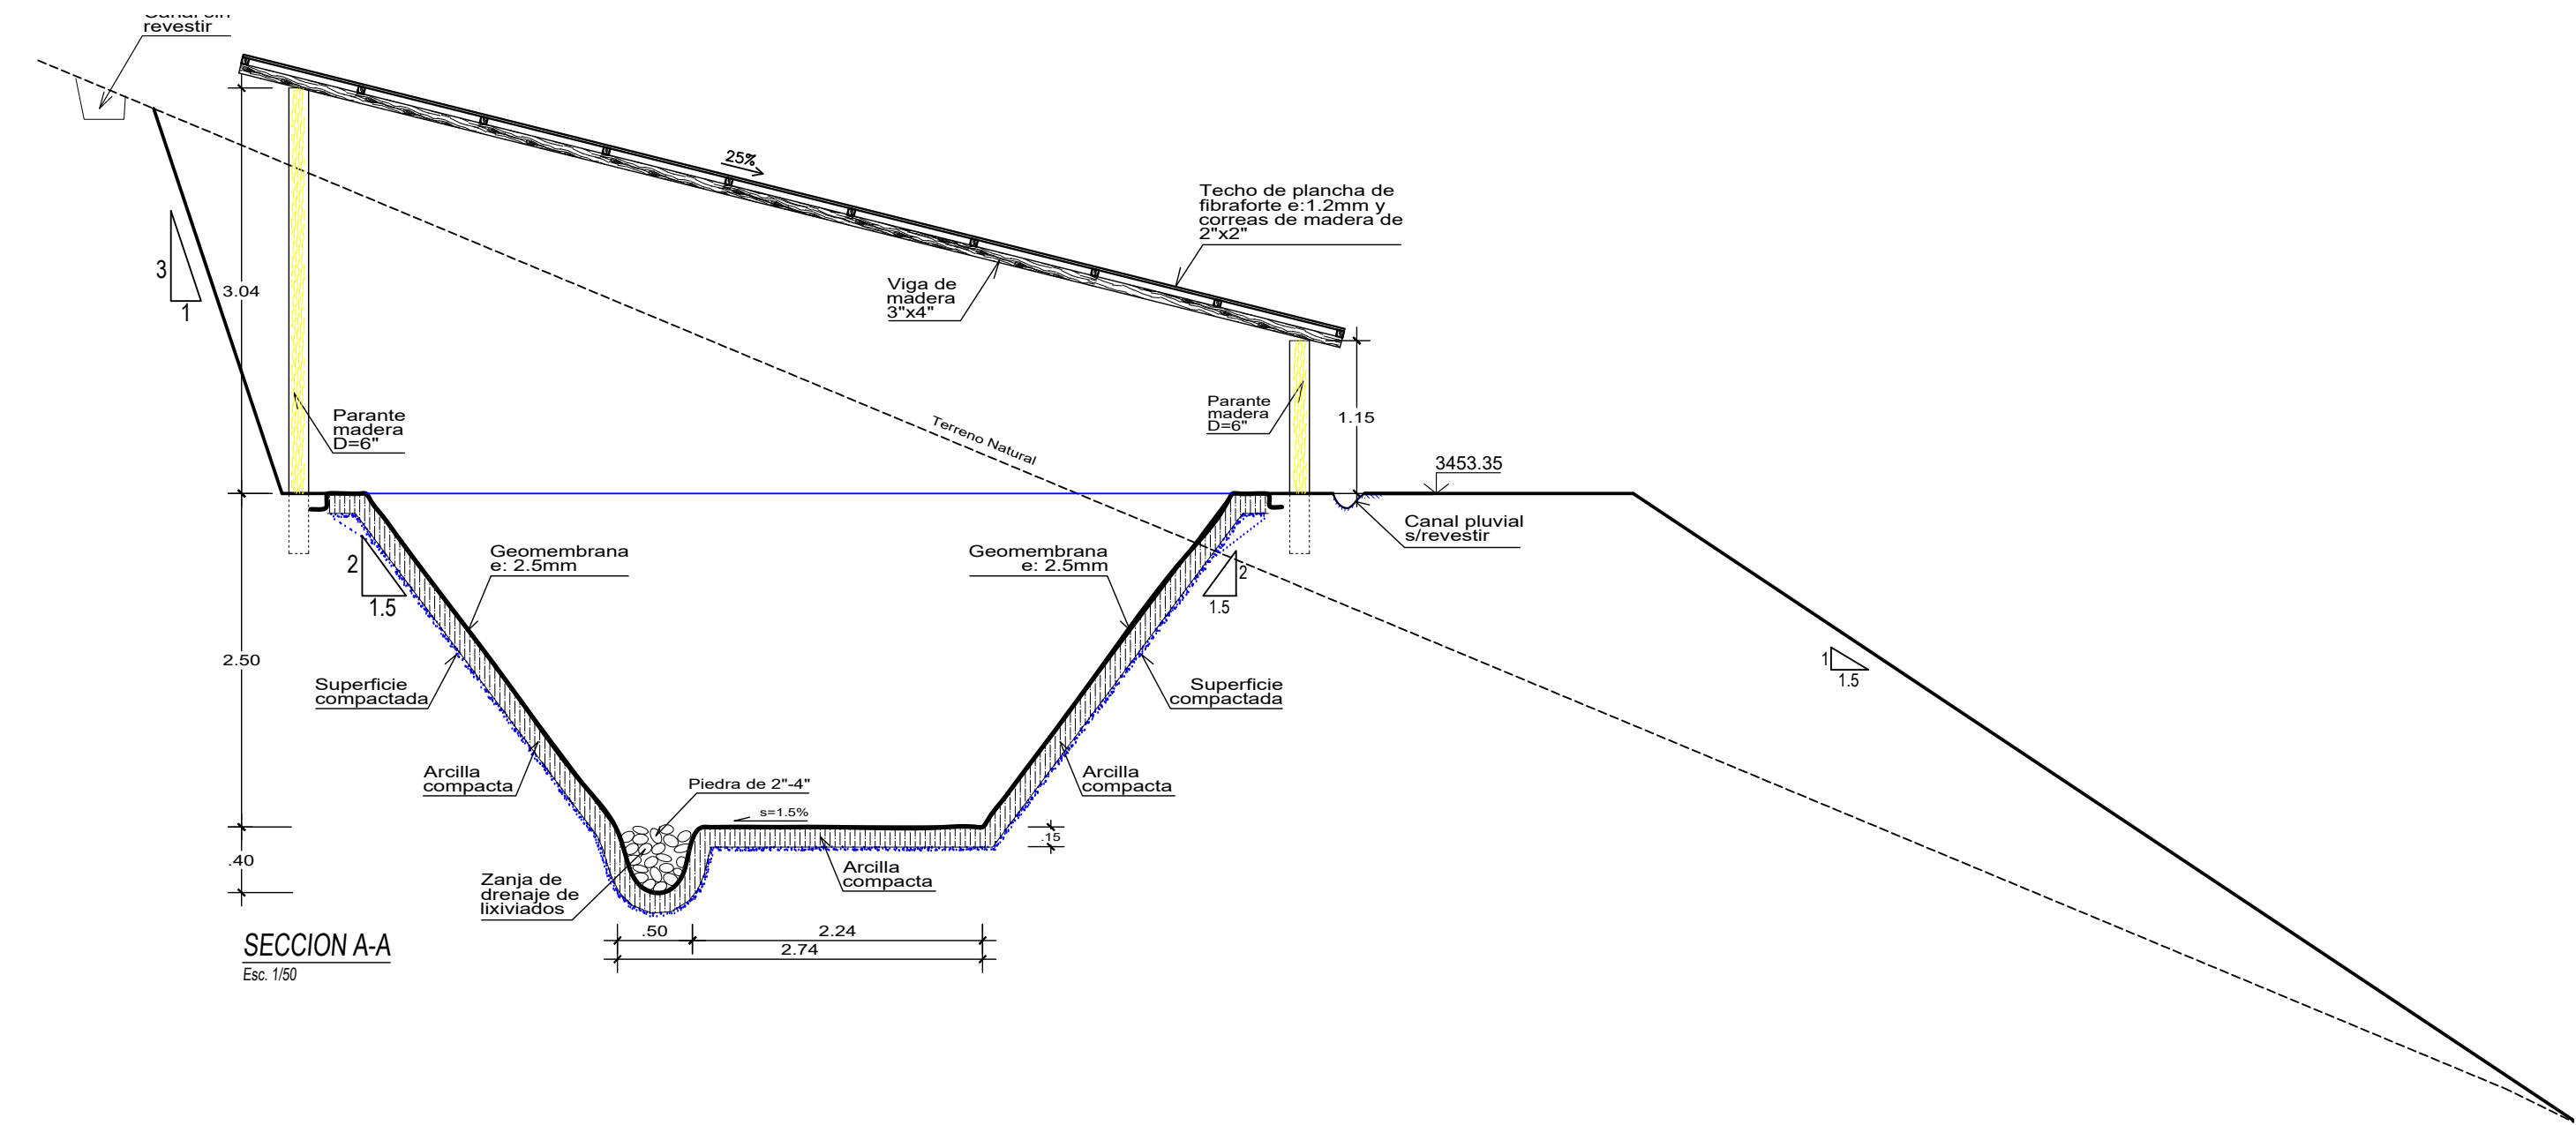 revestir
25%
Techo de plancha de
fibraforte e:1.2mm y
correas de madera de
2"x2"
3
1
3.04
Viga de
madera
3"x4"
Parante
madera
D=6"
Parante
madera
D=6"
1.15
Terreno Natural
3453.35
Canal pluvial
s/revestir
2
1.5
Geomembrana
e: 2.5mm
Geomembrana
e: 2.5mm
2
1.5
2.50
Superficie
compactada
Superficie
compactada
1
1.5
Arcilla
compacta
Piedra de 2"-4"
s=1.5%
Arcilla
compacta
.15
.40
Zanja de
drenaje de
lixiviados
Arcilla
compacta
.50
2.24
2.74
SECCION A-A
Esc. 1/50